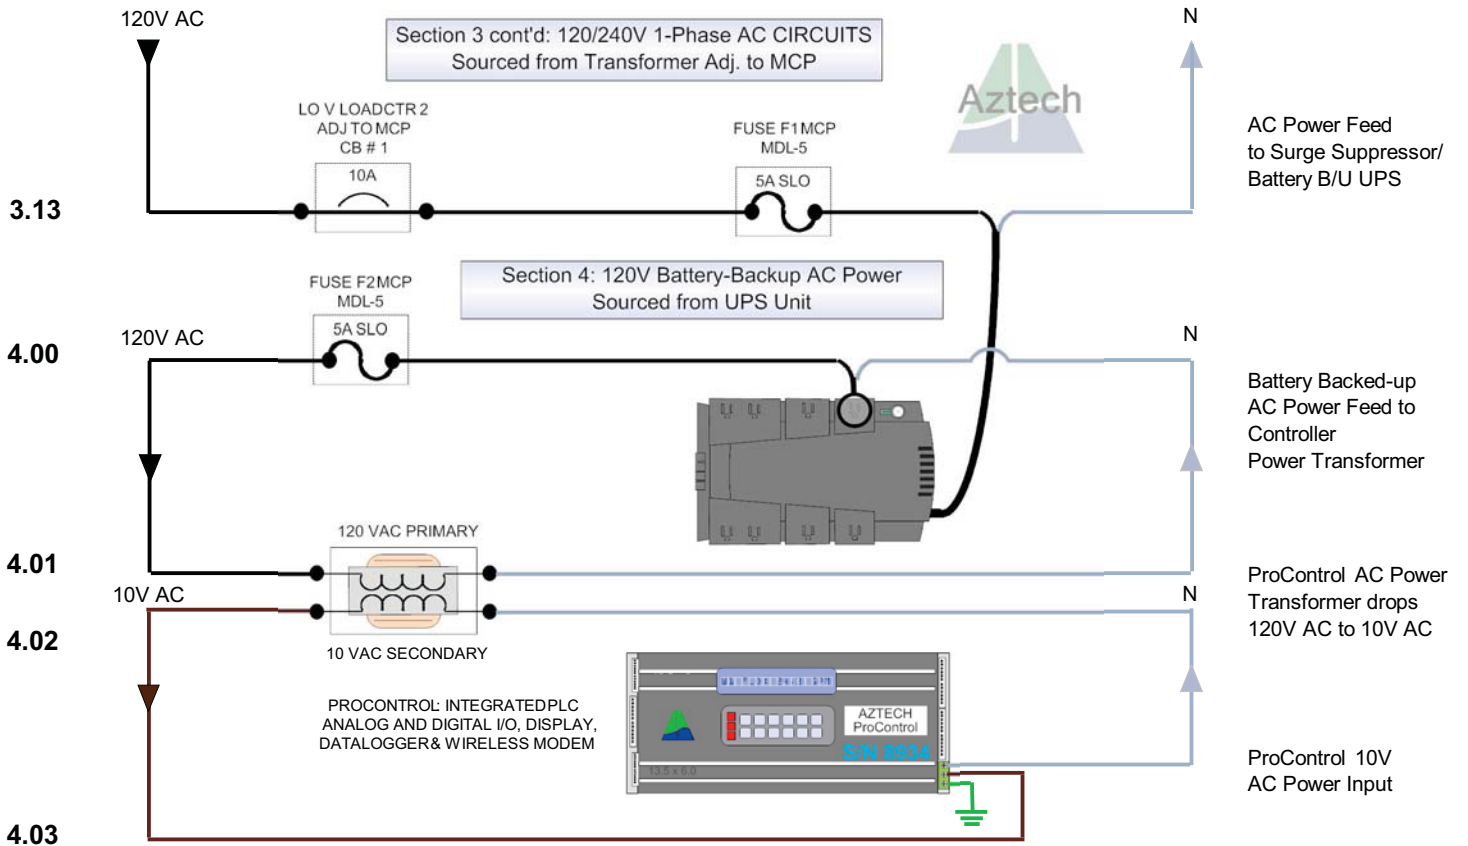 120V AC
N
Section 3 cont'd: 120/240V 1-Phase AC CIRCUITS
Sourced from Transformer Adj. to MCP
Aztech
LO V LOADCTR 2
ADJ TO MCP
CB # 1
10A
FUSE F1MCP
MDL-5
5A SLO
AC Power Feed
to Surge Suppressor/
Battery B/U UPS
3.13
Section 4: 120V Battery-Backup AC Power
Sourced from UPS Unit
FUSE F2MCP
MDL-5
5A SLO
120V AC
N
4.00
Battery Backed-up
AC Power Feed to
Controller
Power Transformer
120 VAC PRIMARY
4.01
10V AC
N
ProControl AC Power
Transformer drops
120V AC to 10V AC
4.02
10 VAC SECONDARY
PROCONTROL: INTEGRATED PLC
ANALOG AND DIGITAL I/O, DISPLAY,
DATALOGGER & WIRELESS MODEM
AZTECH
ProControl
S/N 8934
13.5 x 6.0
ProControl 10V
AC Power Input
4.03